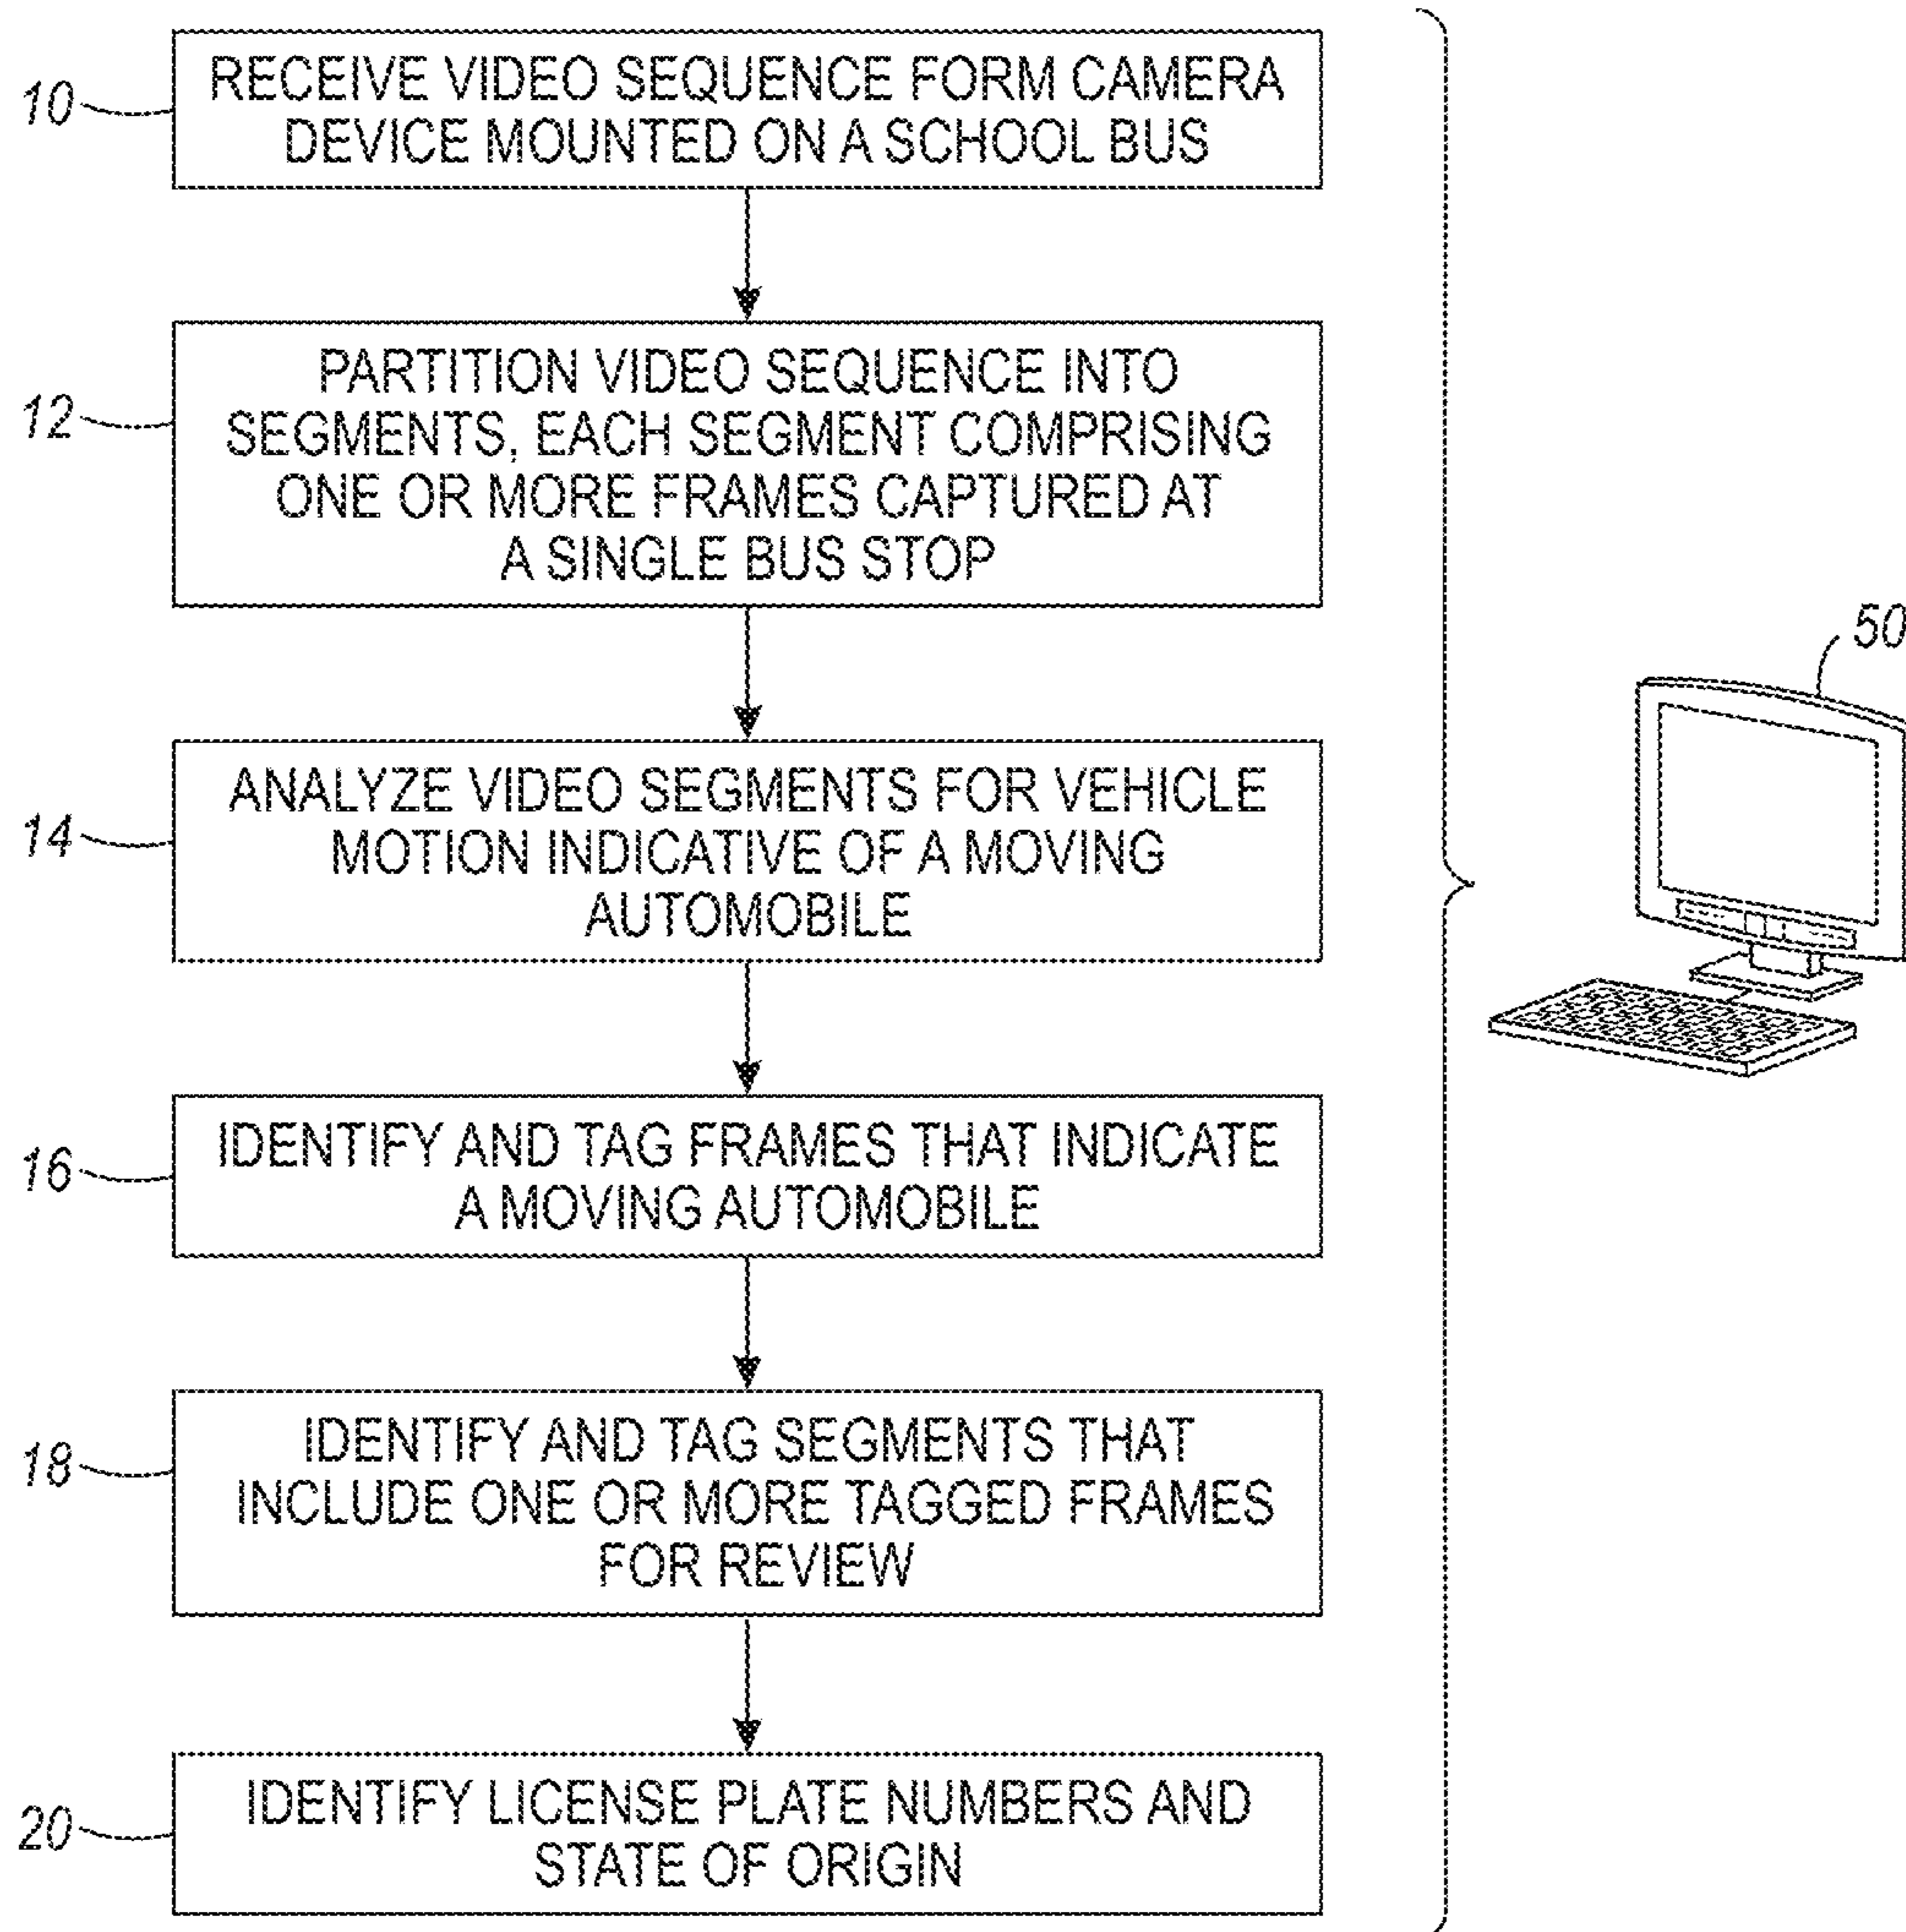 10
RECEIVE VIDEO SEQUENCE FORM CAMERA
DEVICE MOUNTED ON A SCHOOL BUS
12
PARTITION VIDEO SEQUENCE INTO
SEGMENTS, EACH SEGMENT COMPRISING
ONE OR MORE FRAMES CAPTURED AT
A SINGLE BUS STOP
50
14
ANALYZE VIDEO SEGMENTS FOR VEHICLE
MOTION INDICATIVE OF A MOVING
AUTOMOBILE
16
IDENTIFY AND TAG FRAMES THAT INDICATE
A MOVING AUTOMOBILE
18
IDENTIFY AND TAG SEGMENTS THAT
INCLUDE ONE OR MORE TAGGED FRAMES
FOR REVIEW
20
IDENTIFY LICENSE PLATE NUMBERS AND
STATE OF ORIGIN